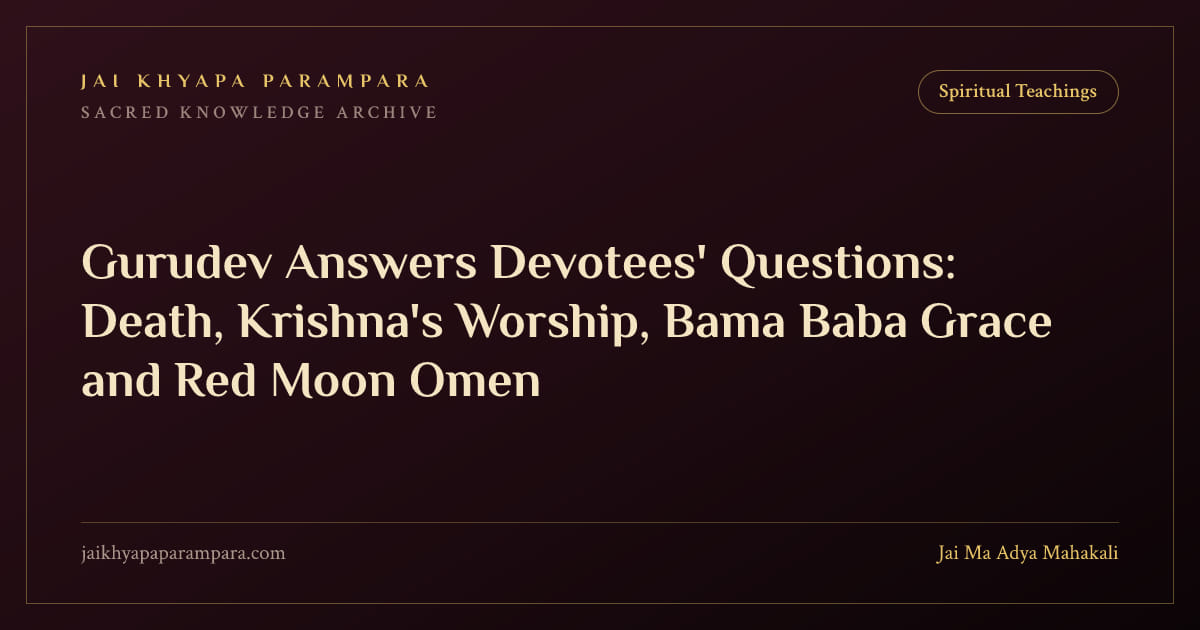 JAI KHYAPA PARAMPARA
SACRED KNOWLEDGE ARCHIVE
Spiritual Teachings
Gurudev Answers Devotees' Questions:
Death, Krishna's Worship, Bama Baba Grace
and Red Moon Omen
jaikhyapaparampara.com
Jai Ma Adya Mahakali